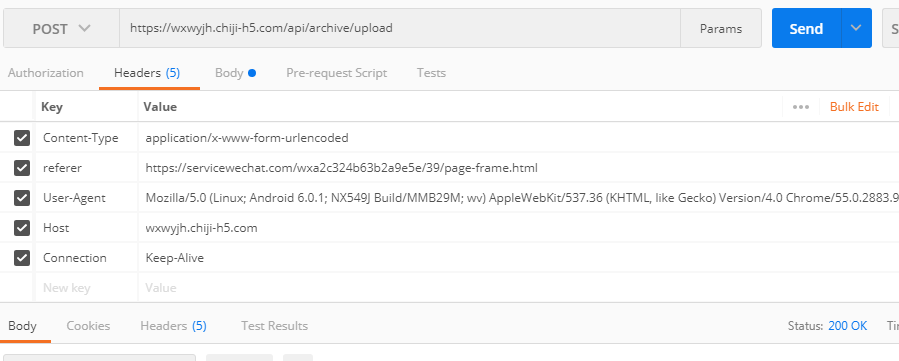 POST https://wxwyjh.chiji-h5.com/api/archive/upload Params Send
Authorization Headers (5) Body Pre-request Script Tests
Key Value Bulk Edit
Content-Type application/x-www-form-urlencoded
referer https://servicewechat.com/wxa2c324b63b2a9e5e/39/page-frame.html
User-Agent Mozilla/5.0 (Linux; Android 6.0.1; NX549J Build/MMB29M; wv) AppleWebKit/537.36 (KHTML, like Gecko) Version/4.0 Chrome/55.0.2883.9
Host wxwyjh.chiji-h5.com
Connection Keep-Alive
New key Value
Body Cookies Headers (5) Test Results Status: 200 OK